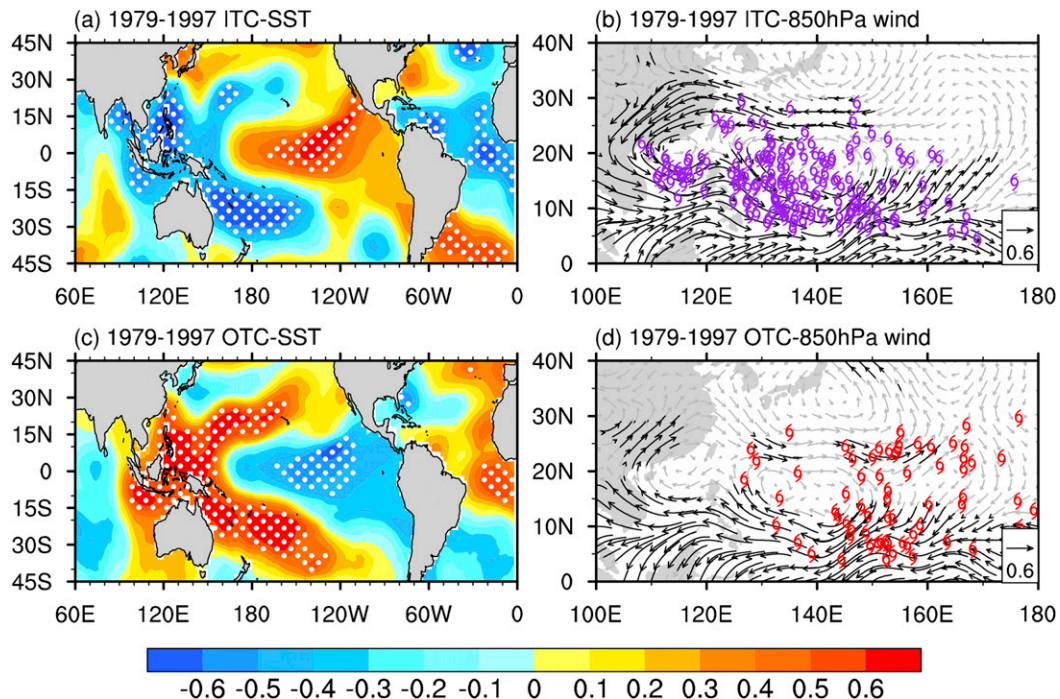 (a) 1979-1997 ITC-SST
(b) 1979-1997 ITC-850hPa wind
45N
30N
15N
0
15S
30S
45S
60E 120E 180 120W 60W 0
40N
30N
20N
10N
0
0.6
100E 120E 140E 160E 180
(c) 1979-1997 OTC-SST
(d) 1979-1997 OTC-850hPa wind
45N
30N
15N
0
15S
30S
45S
60E 120E 180 120W 60W 0
40N
30N
20N
10N
0
0.6
100E 120E 140E 160E 180
-0.6 -0.5 -0.4 -0.3 -0.2 -0.1 0 0.1 0.2 0.3 0.4 0.5 0.6